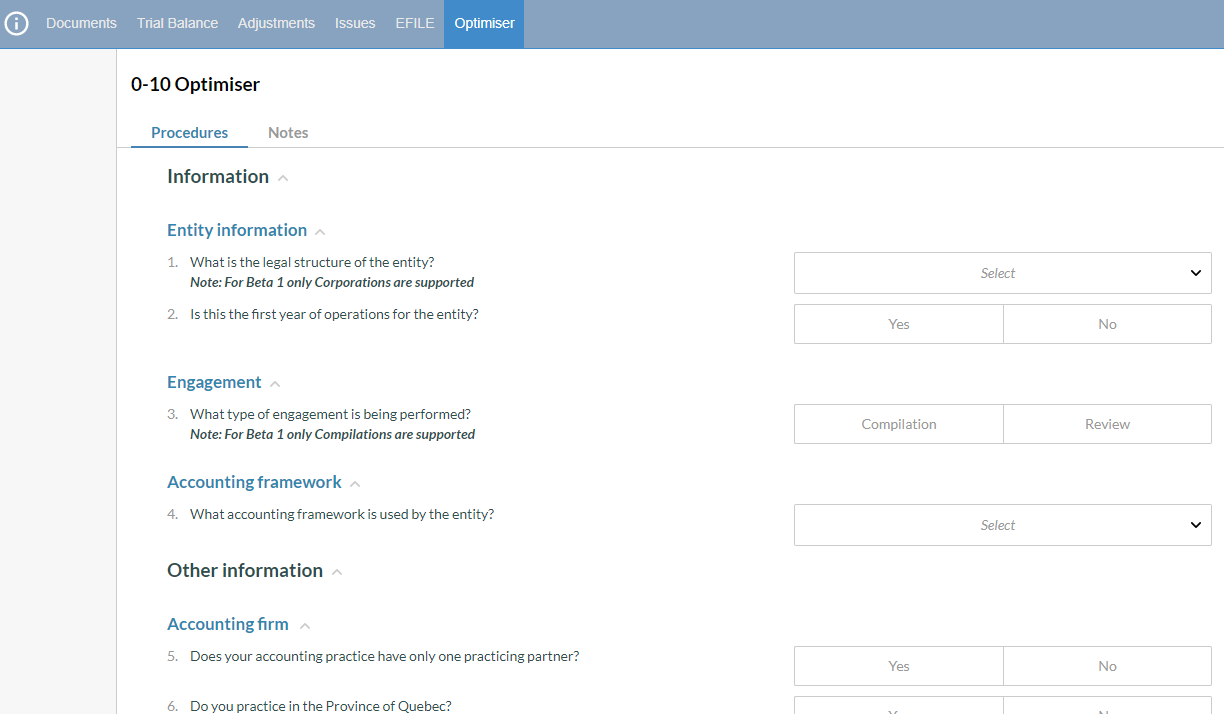 Documents Trial Balance Adjustments Issues EFILE Optimiser
0-10 Optimiser
Procedures Notes
Information
Entity information
1. What is the legal structure of the entity? Select
Note: For Beta 1 only Corporations are supported
2. Is this the first year of operations for the entity? Yes No
Engagement
3. What type of engagement is being performed? Compilation Review
Note: For Beta 1 only Compilations are supported
Accounting framework
4. What accounting framework is used by the entity? Select
Other information
Accounting firm
5. Does your accounting practice have only one practicing partner? Yes No
6. Do you practice in the Province of Quebec?